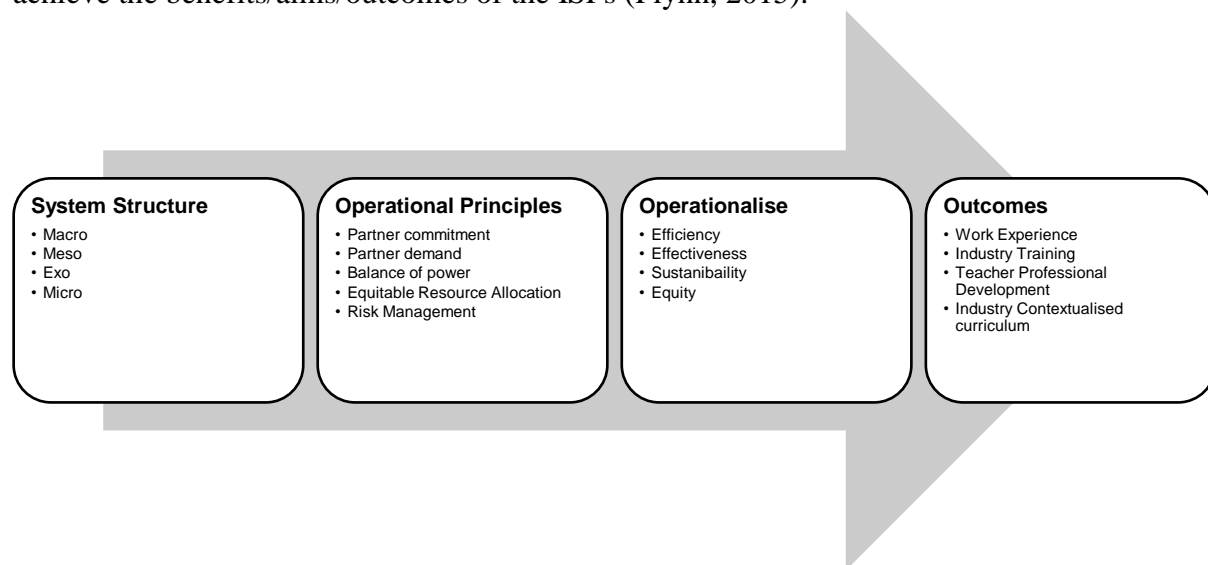 achieve the benefits/aims/outcomes of the ISPs (Flynn,
System Structure
• Macro
• Meso
• Exo
• Micro
Operational Principles
• Partner commitment
• Partner demand
• Balance of power
• Equitable Resource Allocation
• Risk Management
Operationalise
• Efficiency
• Effectiveness
• Sustanibaility
• Equity
Outcomes
• Work Experience
• Industry Training
• Teacher Professional
Development
• Industry Contextualised
curriculum